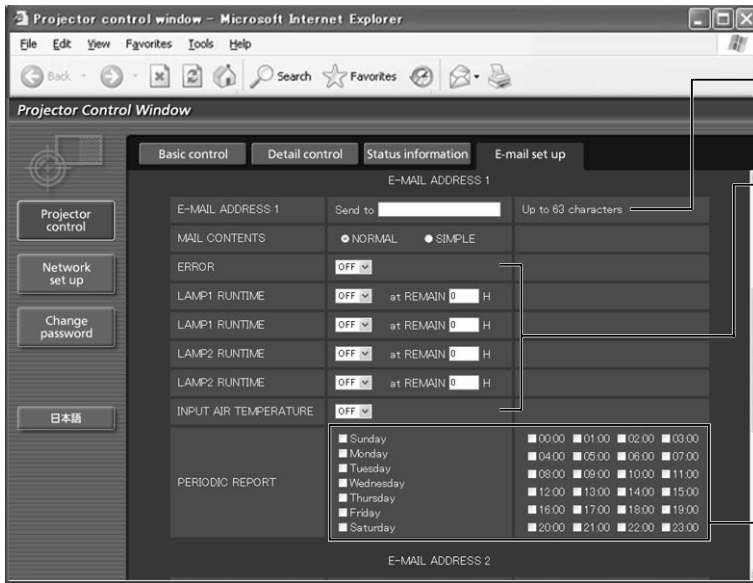 Projector control window - Microsoft Internet Explorer
File Edit View Favorites Tools Help
Back Search Favorites
Projector Control Window
Basic control Detail control Status information E-mail set up
E-MAIL ADDRESS 1
E-MAIL ADDRESS 1 Send to Up to 63 characters
MAIL CONTENTS NORMAL SIMPLE
ERROR OFF
LAMP1 RUNTIME OFF at REMAIN 0 H
LAMP1 RUNTIME OFF at REMAIN 0 H
LAMP2 RUNTIME OFF at REMAIN 0 H
LAMP2 RUNTIME OFF at REMAIN 0 H
INPUT AIR TEMPERATURE OFF
PERIODIC REPORT
Sunday
Monday
Tuesday
Wednesday
Thursday
Friday
Saturday
00:00 01:00 02:00 03:00
04:00 05:00 06:00 07:00
08:00 09:00 10:00 11:00
12:00 13:00 14:00 15:00
16:00 17:00 18:00 19:00
20:00 21:00 22:00 23:00
E-MAIL ADDRESS 2
Projector
control
Network
set up
Change
password
日本語